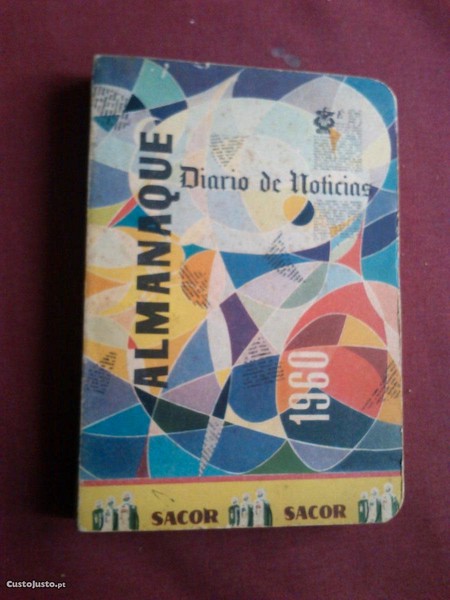 ALMANAQUE
Diario de Noticias
1960
SACOR
SACOR
CustoJusto.pt